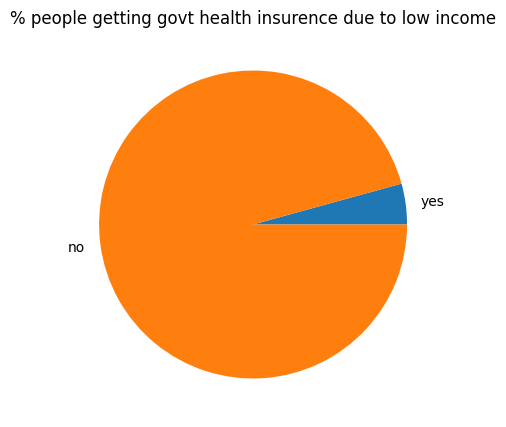 % people getting govt health insurence due to low income
yes
no